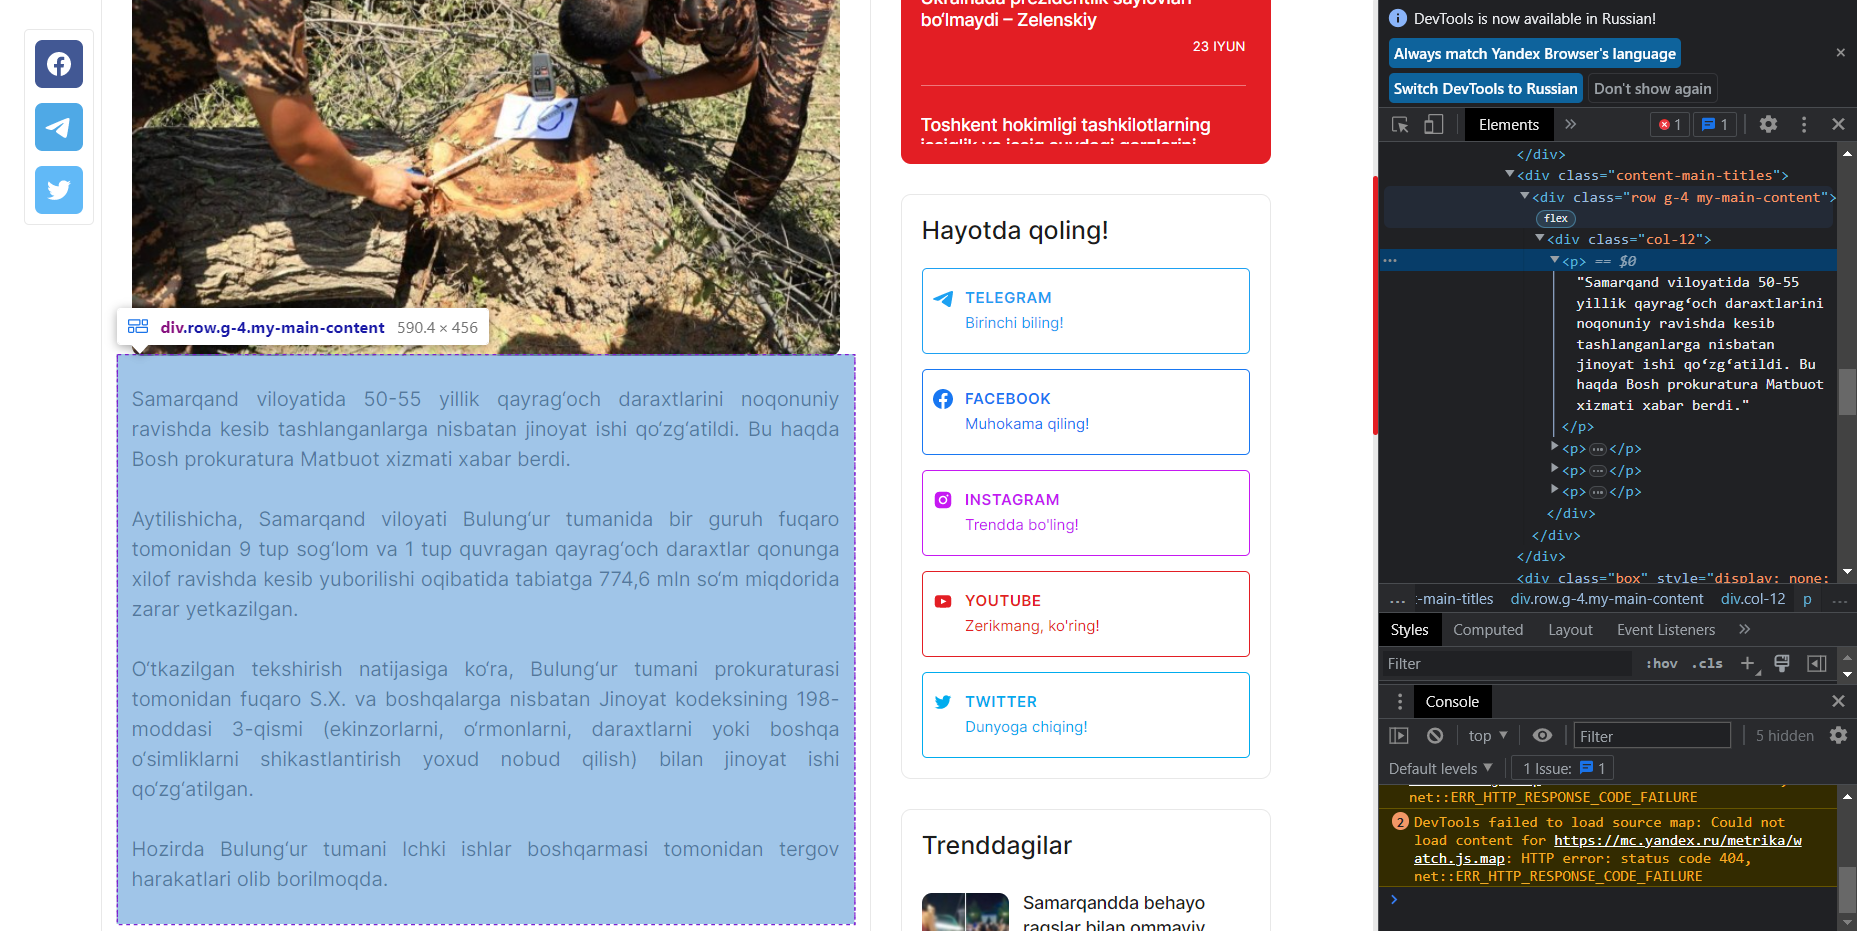 Ukrainada prezidentlik saylovlari
bo‘lmaydi – Zelenskiy
23 IYUN
Toshkent hokimligi tashkilotlarning
10
div.row.g-4.my-main-content 590.4 × 456
Samarqand viloyatida 50-55 yillik qayrag‘och daraxtlarini noqonuniy
ravishda kesib tashlanganlarga nisbatan jinoyat ishi qo‘zg‘atildi. Bu haqda
Bosh prokuratura Matbuot xizmati xabar berdi.
Aytilishicha, Samarqand viloyati Bulung‘ur tumanida bir guruh fuqaro
tomonidan 9 tup sog‘lom va 1 tup quvragan qayrag‘och daraxtlar qonunga
xilof ravishda kesib yuborilishi oqibatida tabiatga 774,6 mln so‘m miqdorida
zarar yetkazilgan.
O‘tkazilgan tekshirish natijasiga ko‘ra, Bulung‘ur tumani prokuraturasi
tomonidan fuqaro S.X. va boshqalarga nisbatan Jinoyat kodeksining 198-
moddasi 3-qismi (ekinzorlarni, o‘rmonlarni, daraxtlarni yoki boshqa
o‘simliklarni shikastlantirish yoxud nobud qilish) bilan jinoyat ishi
qo‘zg‘atilgan.
Hozirda Bulung‘ur tumani Ichki ishlar boshqarmasi tomonidan tergov
harakatlari olib borilmoqda.
Hayotda qoling!
TELEGRAM
Birinchi biling!
FACEBOOK
Muhokama qiling!
INSTAGRAM
Trendda bo'ling!
YOUTUBE
Zerikmang, ko'ring!
TWITTER
Dunyoga chiqing!
Trenddagilar
Samarqandda behayo
raqslar bilan ommaviy
DevTools is now available in Russian!
Always match Yandex Browser's language
Switch DevTools to Russian Don't show again
Elements 1 1
</div>
<div class="content-main-titles">
<div class="row g-4 my-main-content">
flex
<div class="col-12">
<p> == $0
"Samarqand viloyatida 50-55
yillik qayrag‘och daraxtlarini
noqonuniy ravishda kesib
tashlanganlarga nisbatan
jinoyat ishi qo‘zg‘atildi. Bu
haqda Bosh prokuratura Matbuot
xizmati xabar berdi."
</p>
<p>…</p>
<p>…</p>
<p>…</p>
</div>
</div>
</div>
<div class="box" style="display: none;
… -main-titles div.row.g-4.my-main-content div.col-12 p …
Styles Computed Layout Event Listeners
Filter :hov .cls
Console
top Filter 5 hidden
Default levels 1 Issue: 1
net::ERR_HTTP_RESPONSE_CODE_FAILURE
2 DevTools failed to load source map: Could not
load content for https://mc.yandex.ru/metrika/w
atch.js.map: HTTP error: status code 404,
net::ERR_HTTP_RESPONSE_CODE_FAILURE